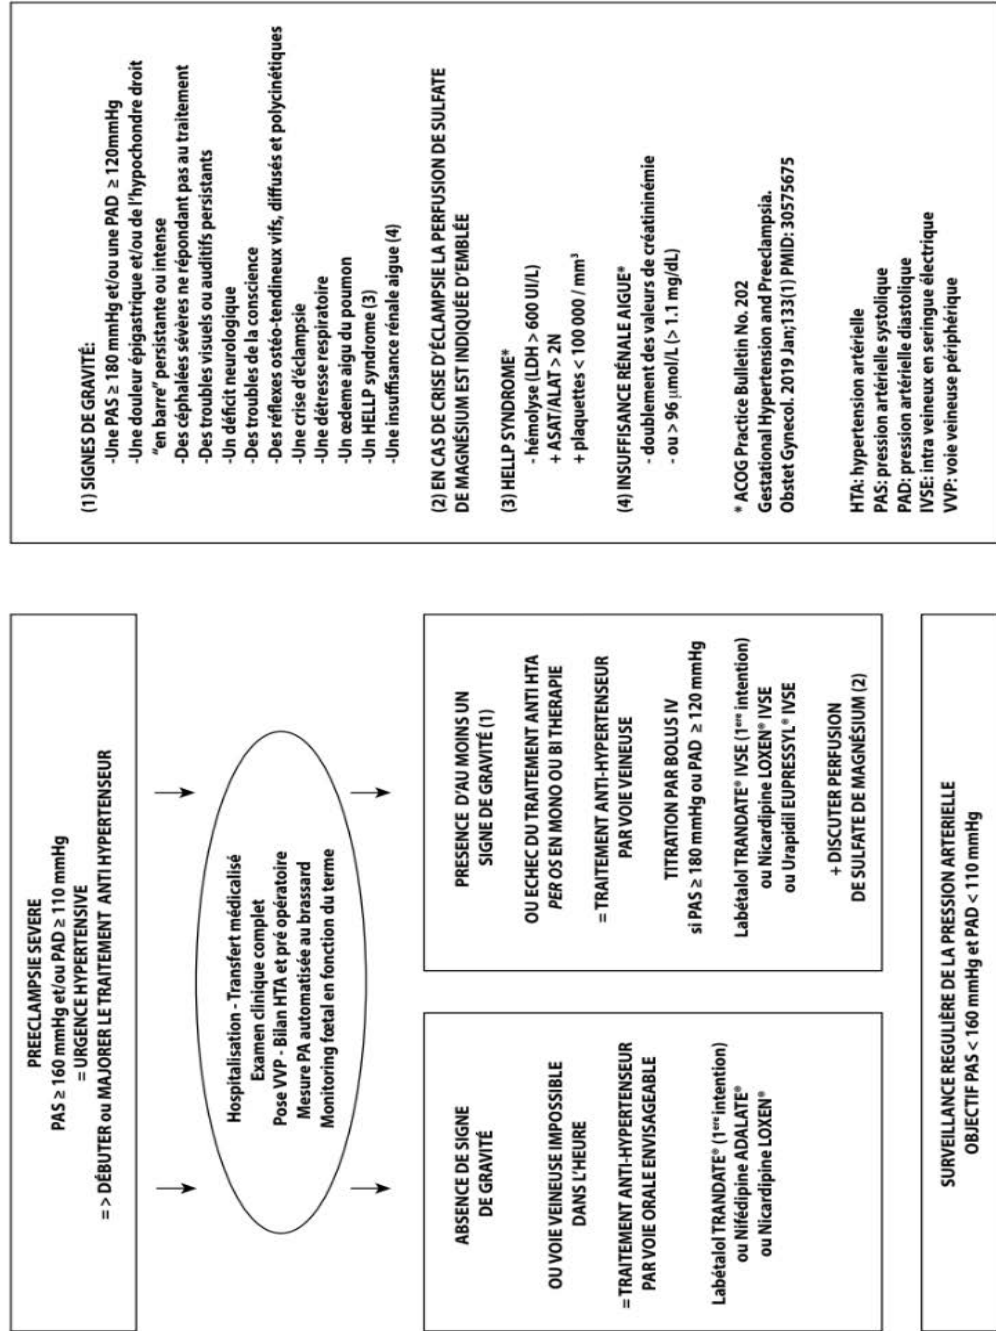 PREECLAMPSIE SEVERE
PAS ≥ 160 mmHg et/ou PAD ≥ 110 mmHg
= URGENCE HYPERTENSIVE
= > DÉBUTER ou MAJORER LE TRAITEMENT ANTI HYPERTENSEUR
Hospitalisation - Transfert médicalisé
Examen clinique complet
Pose VVP - Bilan HTA et pré opératoire
Mesure PA automatisée au brassard
Monitoring fœtal en fonction du terme
ABSENCE DE SIGNE
DE GRAVITÉ
OU VOIE VEINEUSE IMPOSSIBLE
DANS L'HEURE
= TRAITEMENT ANTI-HYPERTENSEUR
PAR VOIE ORALE ENVISAGEABLE
Labétalol TRANDATE® (1ere intention)
ou Nifédipine ADALATE®
ou Nicardipine LOXEN®
PRESENCE D'AU MOINS UN
SIGNE DE GRAVITÉ (1)
OU ECHEC DU TRAITEMENT ANTI HTA
PER OS EN MONO OU BI THERAPIE
= TRAITEMENT ANTI-HYPERTENSEUR
PAR VOIE VEINEUSE
TITRATION PAR BOLUS IV
si PAS ≥ 180 mmHg ou PAD ≥ 120 mmHg
Labétalol TRANDATE® IVSE (1ere intention)
ou Nicardipine LOXEN® IVSE
ou Urapidil EUPRESSYL® IVSE
+ DISCUTER PERFUSION
DE SULFATE DE MAGNÉSIUM (2)
SURVEILLANCE REGULIÈRE DE LA PRESSION ARTERIELLE
OBJECTIF PAS < 160 mmHg et PAD < 110 mmHg
(1) SIGNES DE GRAVITÉ:
-Une PAS ≥ 180 mmHg et/ou une PAD ≥ 120mmHg
-Une douleur épigastrique et/ou de l'hypochondre droit
"en barre" persistante ou intense
-Des céphalées sévères ne répondant pas au traitement
-Des troubles visuels ou auditifs persistants
-Un déficit neurologique
-Des troubles de la conscience
-Des réflexes ostéo-tendineux vifs, diffusés et polycinétiques
-Une crise d'éclampsie
-Une détresse respiratoire
-Un œdeme aigu du poumon
-Un HELLP syndrome (3)
-Une insuffisance rénale aigue (4)
(2) EN CAS DE CRISE D'ÉCLAMPSIE LA PERFUSION DE SULFATE
DE MAGNÉSIUM EST INDIQUÉE D'EMBLÉE
(3) HELLP SYNDROME*
- hémolyse (LDH > 600 UI/L)
+ ASAT/ALAT > 2N
+ plaquettes < 100 000 / mm³
(4) INSUFFISANCE RÉNALE AIGUE*
- doublement des valeurs de créatininémie
- ou > 96 µmol/L (> 1.1 mg/dL)
* ACOG Practice Bulletin No. 202
Gestational Hypertension and Preeclampsia.
Obstet Gynecol. 2019 Jan;133(1) PMID: 30575675
HTA: hypertension artérielle
PAS: pression artérielle systolique
PAD: pression artérielle diastolique
IVSE: intra veineux en seringue électrique
VVP: voie veineuse périphérique